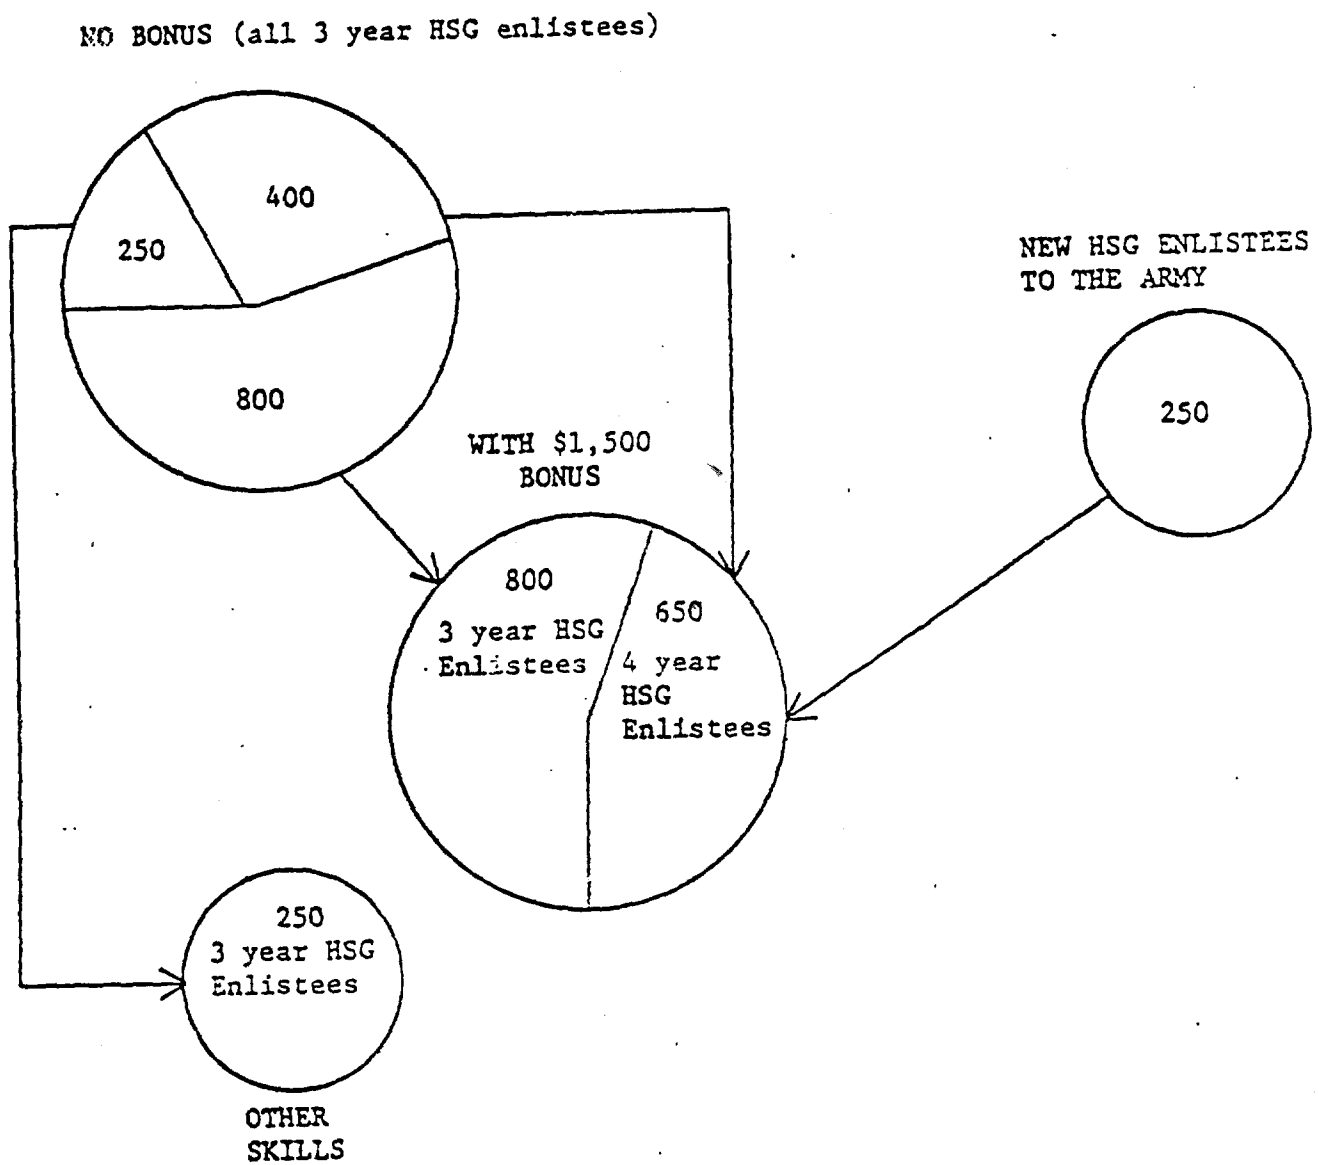 NO BONUS (all 3 year HSG enlistees)
400
250
800
NEW HSG ENLISTEES
TO THE ARMY
250
WITH $1,500
BONUS
800
3 year HSG
Enlistees
650
4 year
HSG
Enlistees
250
3 year HSG
Enlistees
OTHER
SKILLS